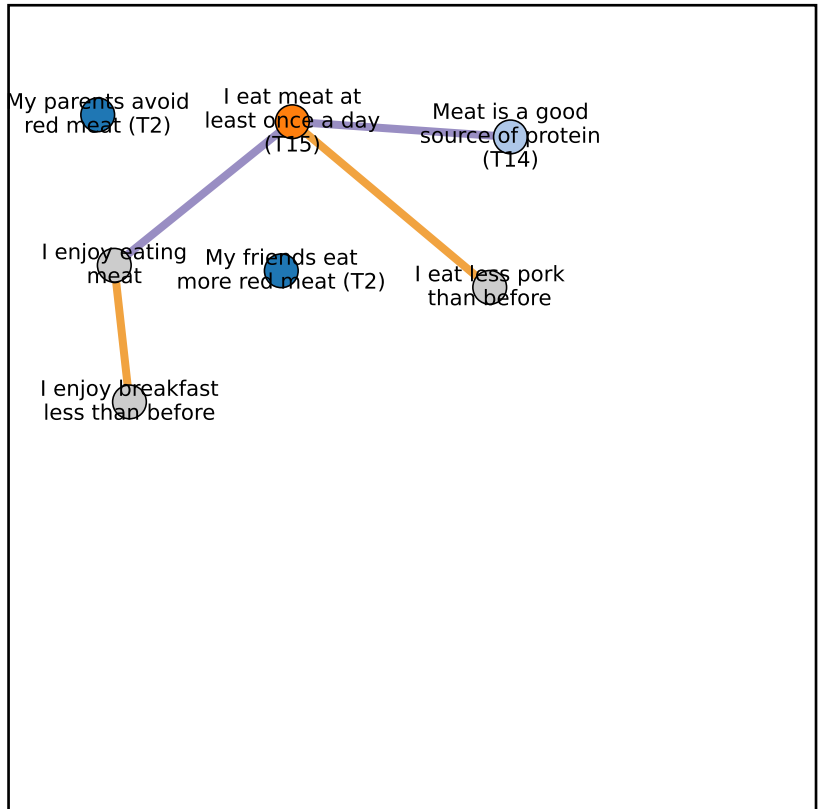 My parents avoid
red meat (T2)
I eat meat at
least once a day
(T15)
Meat is a good
source of protein
(T14)
I enjoy eating
meat
My friends eat
more red meat (T2)
I eat less pork
than before
I enjoy breakfast
less than before